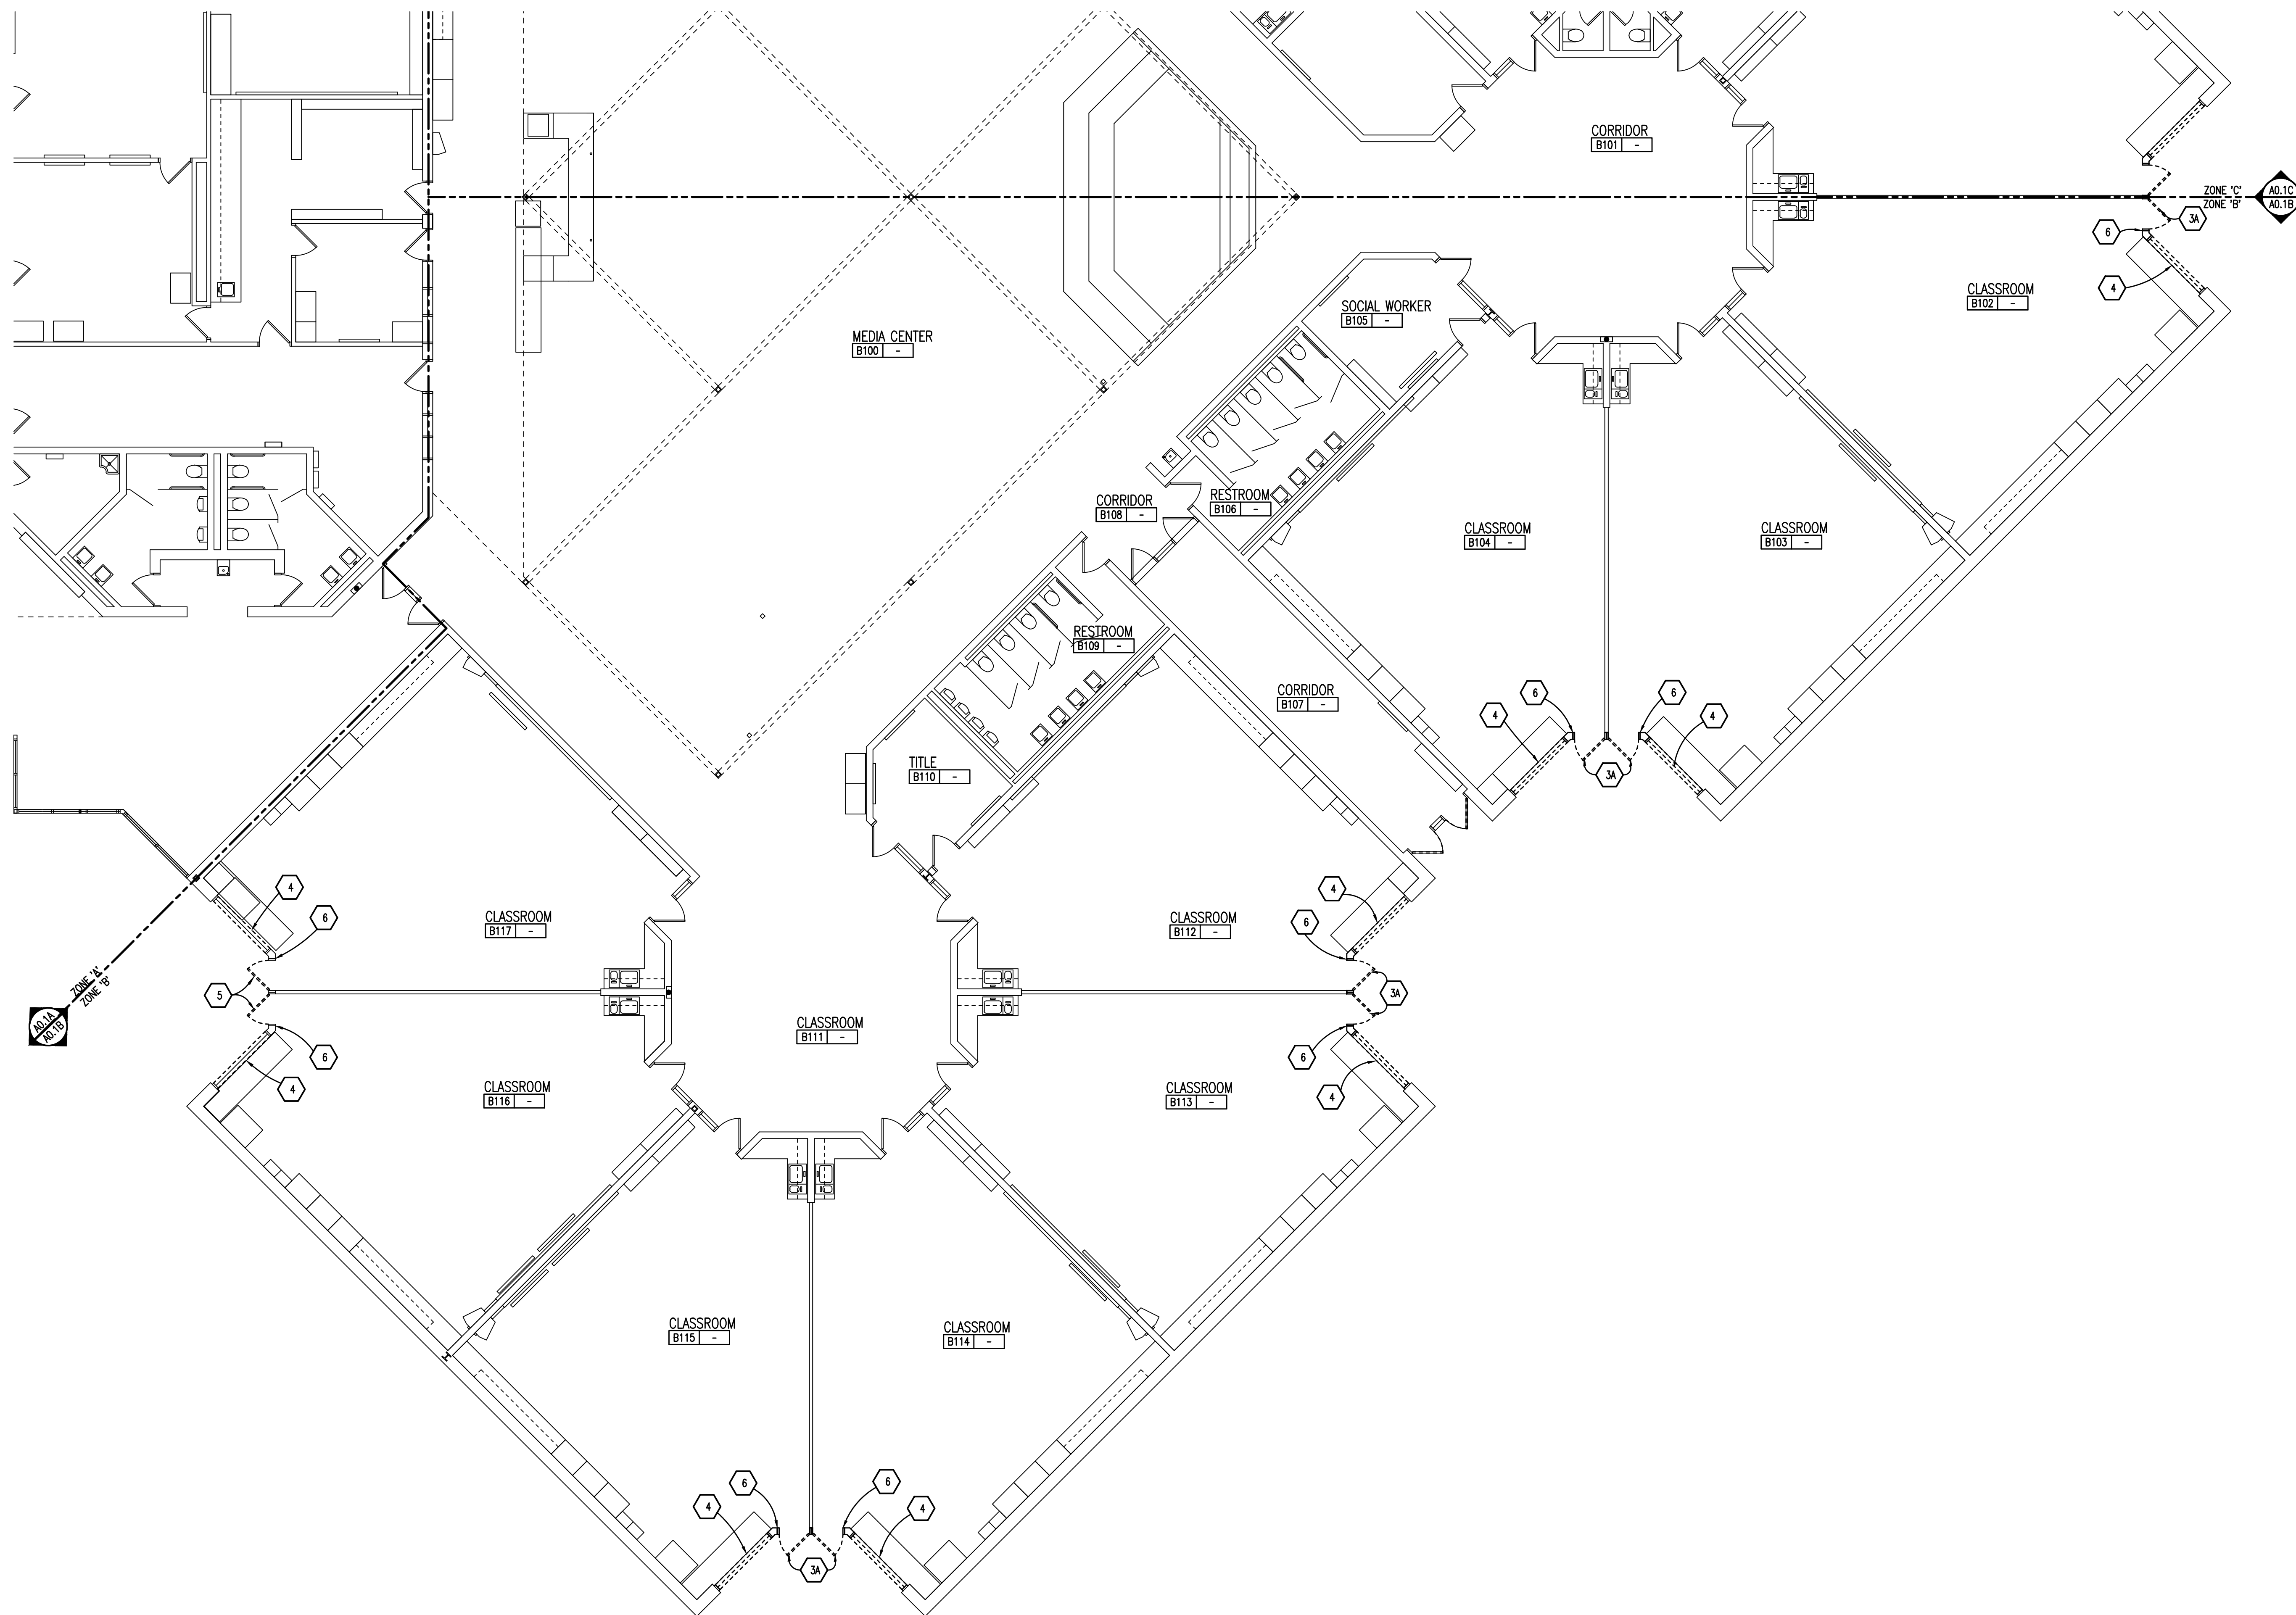 CORRIDOR
B101 -
ZONE 'C'
ZONE 'B'
A0.1C
A0.1B
3A
6
4
CLASSROOM
B102 -
SOCIAL WORKER
B105 -
MEDIA CENTER
B100 -
CORRIDOR
B108 -
RESTROOM
B106 -
CLASSROOM
B104 -
CLASSROOM
B103 -
RESTROOM
B109 -
CORRIDOR
B107 -
6
6
4
4
3A
TITLE
B110 -
4
6
CLASSROOM
B117 -
CLASSROOM
B112 -
4
6
ZONE 'A'
ZONE 'B'
A0.1A
A0.1B
5
3A
CLASSROOM
B111 -
6
4
6
4
CLASSROOM
B116 -
CLASSROOM
B113 -
CLASSROOM
B115 -
CLASSROOM
B114 -
6
6
4
4
3A